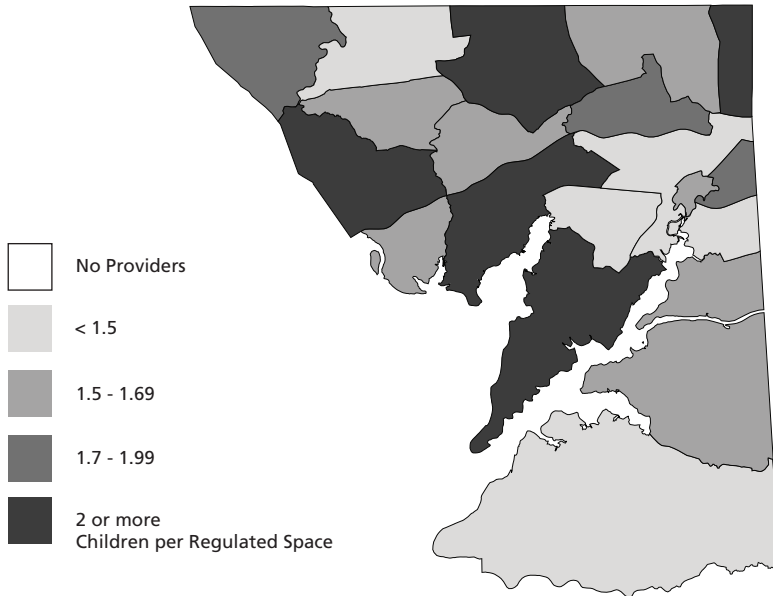 No Providers
< 1.5
1.5 - 1.69
1.7 - 1.99
2 or more
Children per Regulated Space